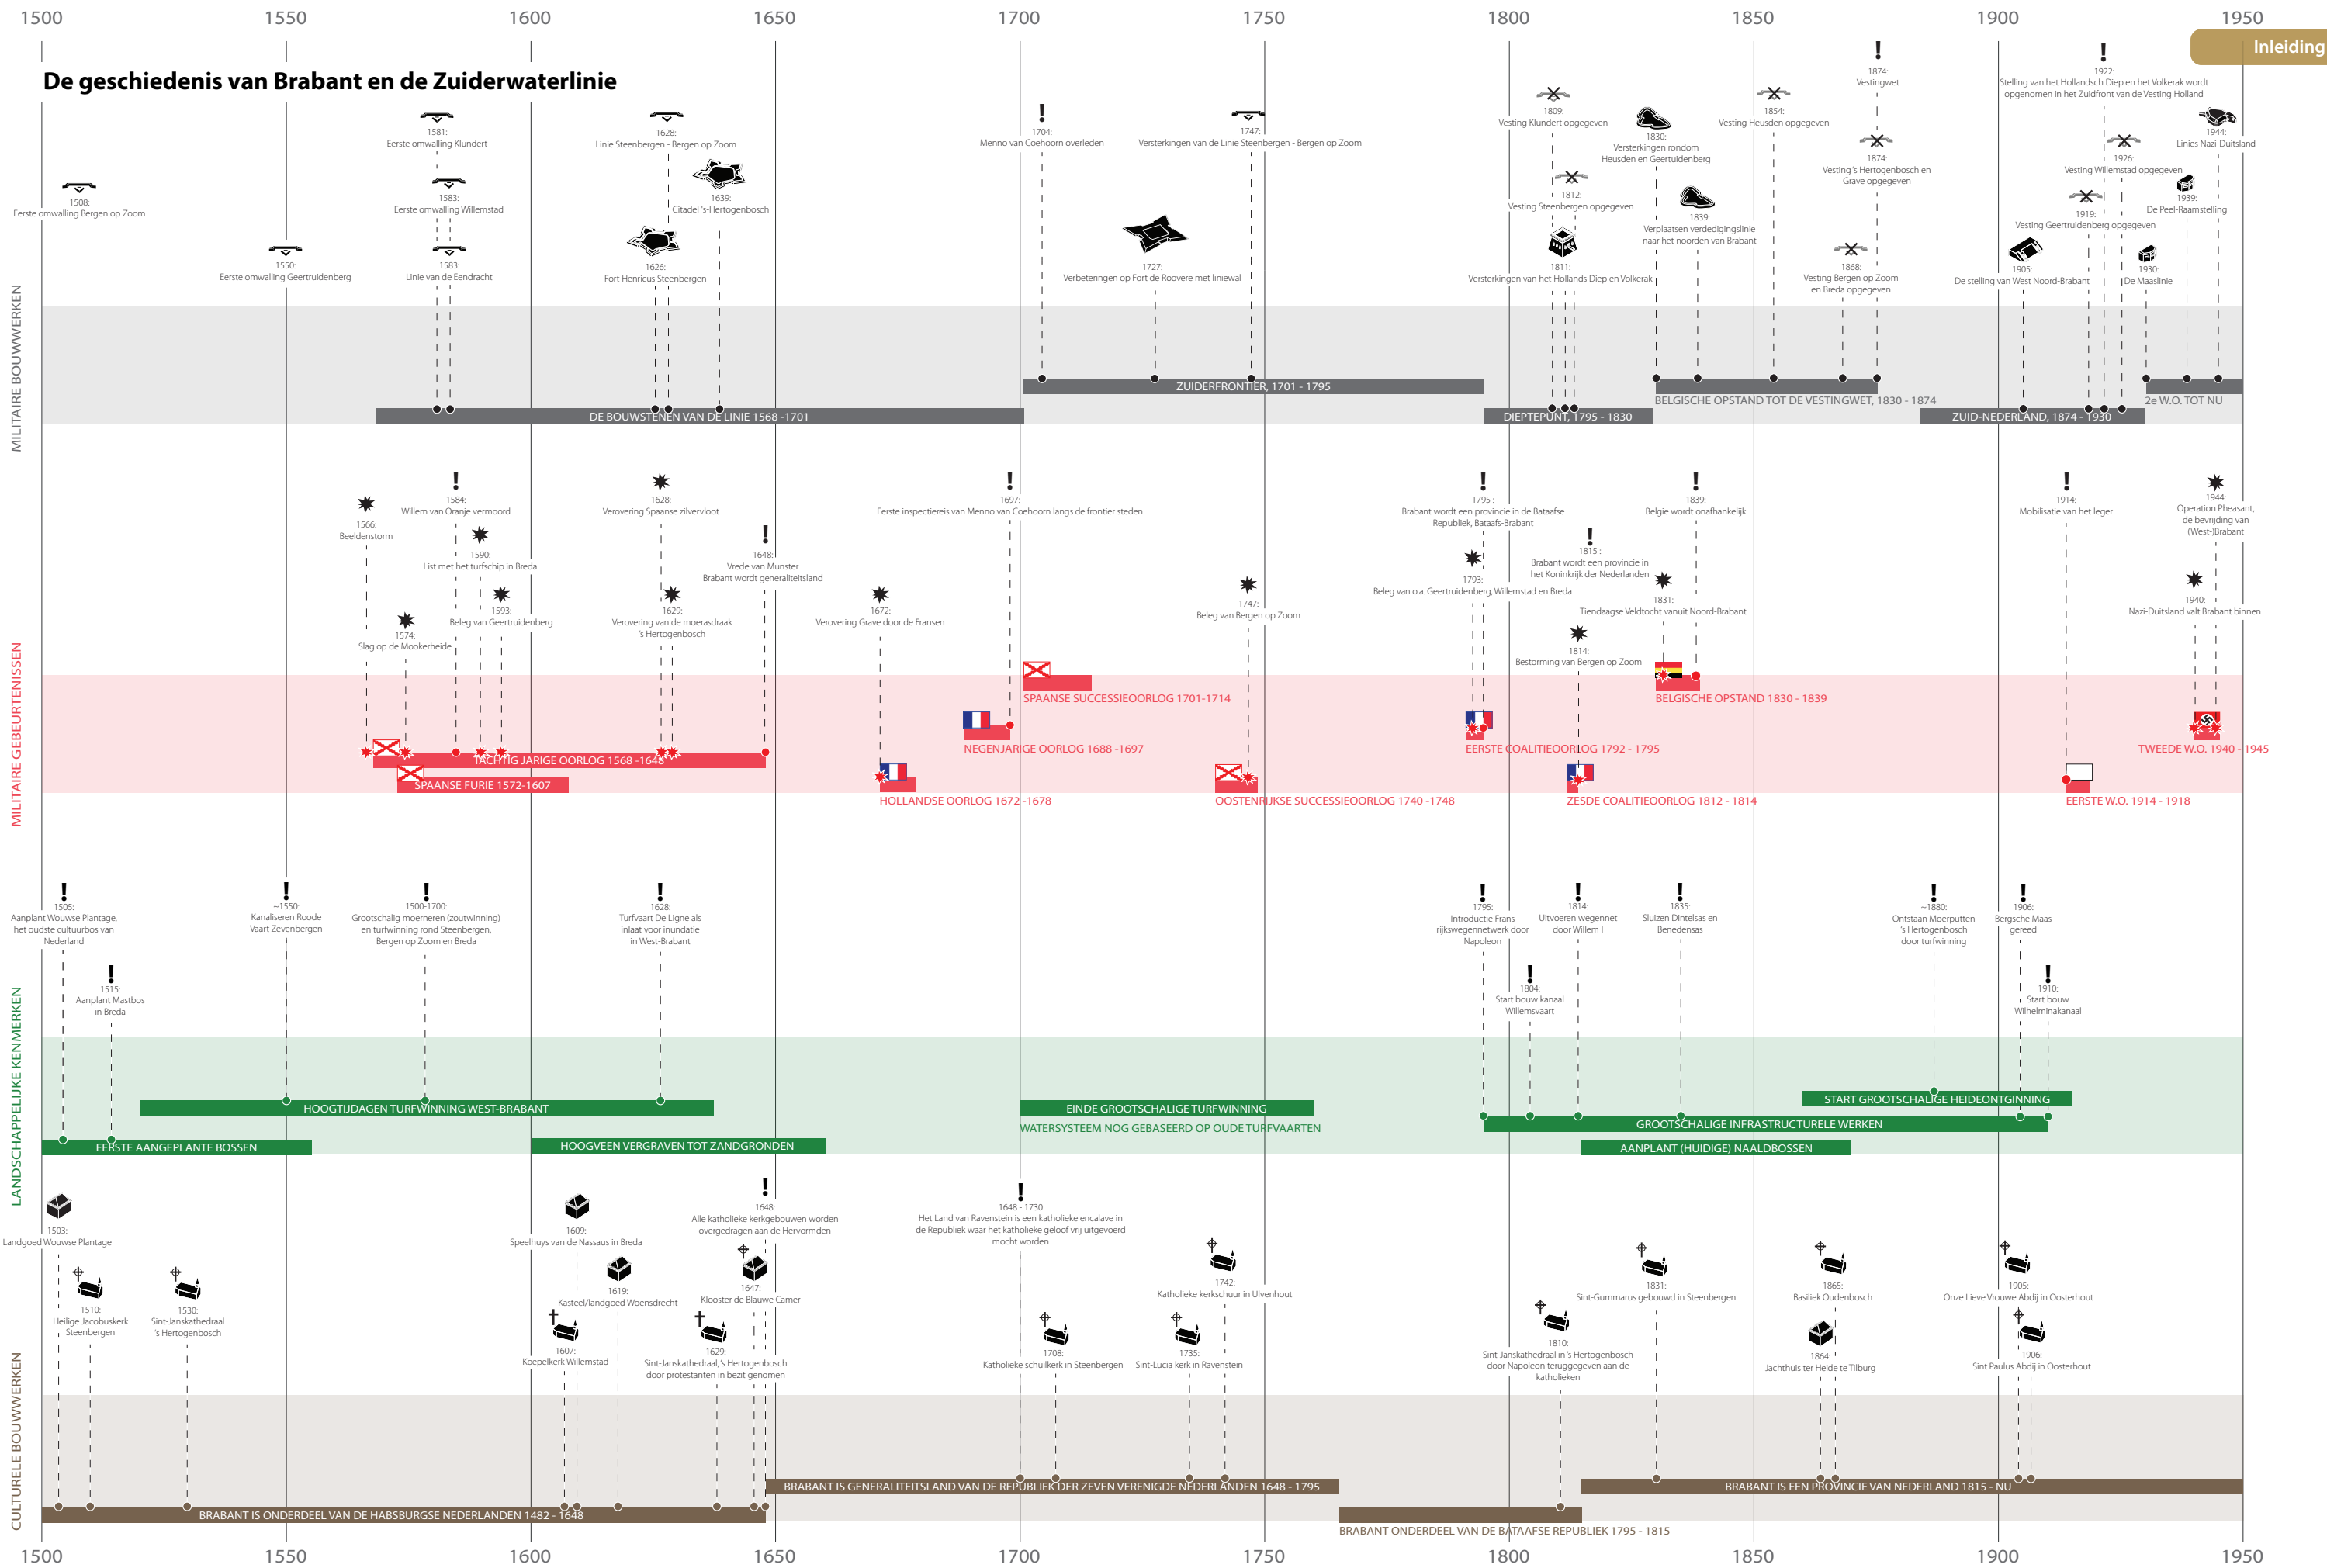 1500 1550 1600 1650 1700 1750 1800 1850 1900 1950
Inleiding
De geschiedenis van Brabant en de Zuiderwaterlinie
MILITAIRE BOUWWERKEN
1508:
Eerste omwalling Bergen op Zoom
1550:
Eerste omwalling Geertruidenberg
1581:
Eerste omwalling Klundert
1583:
Eerste omwalling Willemstad
1583:
Linie van de Eendracht
1628:
Linie Steenbergen - Bergen op Zoom
1639:
Citadel 's-Hertogenbosch
1626:
Fort Henricus Steenbergen
1704:
Menno van Coehoorn overleden
1747:
Versterkingen van de Linie Steenbergen - Bergen op Zoom
1727:
Verbeteringen op Fort de Roovere met liniewal
1809:
Vesting Klundert opgegeven
1812:
Vesting Steenbergen opgegeven
1811:
Versterkingen van het Hollands Diep en Volkerak
1830:
Versterkingen rondom
Heusden en Geertuidenberg
1839:
Verplaatsen verdedigingslinie
naar het noorden van Brabant
1854:
Vesting Heusden opgegeven
1874:
Vestingwet
1874:
Vesting 's Hertogenbosch en
Grave opgegeven
1868:
Vesting Bergen op Zoom
en Breda opgegeven
1922:
Stelling van het Hollandsch Diep en het Volkerak wordt
opgenomen in het Zuidfront van de Vesting Holland
1944:
Linies Nazi-Duitsland
1926:
Vesting Willemstad opgegeven
1939:
De Peel-Raamstelling
1919:
Vesting Geertruidenberg opgegeven
1905:
De stelling van West Noord-Brabant
1930:
De Maaslinie
ZUIDERFRONTIER, 1701 - 1795
BELGISCHE OPSTAND TOT DE VESTINGWET, 1830 - 1874
2e W.O. TOT NU
DE BOUWSTENEN VAN DE LINIE 1568 -1701
DIEPTEPUNT, 1795 - 1830
ZUID-NEDERLAND, 1874 - 1930
MILITAIRE GEBEURTENISSEN
1566:
Beeldenstorm
1584:
Willem van Oranje vermoord
1590:
List met het turfschip in Breda
1593:
Beleg van Geertruidenberg
1574:
Slag op de Mookerheide
1628:
Verovering Spaanse zilvervloot
1648:
Vrede van Munster
Brabant wordt generaliteitsland
1629:
Verovering van de moerasdraak
's Hertogenbosch
1672:
Verovering Grave door de Fransen
1697:
Eerste inspectiereis van Menno van Coehoorn langs de frontier steden
1747:
Beleg van Bergen op Zoom
1795 :
Brabant wordt een provincie in de Bataafse
Republiek, Bataafs-Brabant
1793:
Beleg van o.a. Geertruidenberg, Willemstad en Breda
1815 :
Brabant wordt een provincie in
het Koninkrijk der Nederlanden
1814:
Bestorming van Bergen op Zoom
1839:
Belgie wordt onafhankelijk
1831:
Tiendaagse Veldtocht vanuit Noord-Brabant
1914:
Mobilisatie van het leger
1944:
Operation Pheasant,
de bevrijding van
(West-)Brabant
1940:
Nazi-Duitsland valt Brabant binnen
SPAANSE SUCCESSIEOORLOG 1701-1714
BELGISCHE OPSTAND 1830 - 1839
NEGENJARIGE OORLOG 1688 -1697
EERSTE COALITIEOORLOG 1792 - 1795
TWEEDE W.O. 1940 - 1945
TACHTIG JARIGE OORLOG 1568 -1648
SPAANSE FURIE 1572-1607
HOLLANDSE OORLOG 1672 -1678
OOSTENRIJKSE SUCCESSIEOORLOG 1740 -1748
ZESDE COALITIEOORLOG 1812 - 1814
EERSTE W.O. 1914 - 1918
LANDSCHAPPELIJKE KENMERKEN
1505:
Aanplant Wouwse Plantage,
het oudste cultuurbos van
Nederland
1515:
Aanplant Mastbos
in Breda
~1550:
Kanaliseren Roode
Vaart Zevenbergen
1500-1700:
Grootschalig moerneren (zoutwinning)
en turfwinning rond Steenbergen,
Bergen op Zoom en Breda
1628:
Turfvaart De Ligne als
inlaat voor inundatie
in West-Brabant
1795:
Introductie Frans
rijkswegennetwerk door
Napoleon
1804:
Start bouw kanaal
Willemsvaart
1814:
Uitvoeren wegennet
door Willem I
1835:
Sluizen Dintelsas en
Benedensas
~1880:
Ontstaan Moerputten
's Hertogenbosch
door turfwinning
1906:
Bergsche Maas
gereed
1910:
Start bouw
Wilhelminakanaal
HOOGTIJDAGEN TURFWINNING WEST-BRABANT
EINDE GROOTSCHALIGE TURFWINNING
WATERSYSTEEM NOG GEBASEERD OP OUDE TURFVAARTEN
START GROOTSCHALIGE HEIDEONTGINNING
GROOTSCHALIGE INFRASTRUCTURELE WERKEN
EERSTE AANGEPLANTE BOSSEN
HOOGVEEN VERGRAVEN TOT ZANDGRONDEN
AANPLANT (HUIDIGE) NAALDBOSSEN
CULTURELE BOUWWERKEN
1503:
Landgoed Wouwse Plantage
1510:
Heilige Jacobuskerk
Steenbergen
1530:
Sint-Janskathedraal
's Hertogenbosch
1609:
Speelhuys van de Nassaus in Breda
1619:
Kasteel/landgoed Woensdrecht
1607:
Koepelkerk Willemstad
1648:
Alle katholieke kerkgebouwen worden
overgedragen aan de Hervormden
1647:
Klooster de Blauwe Camer
1629:
Sint-Janskathedraal, 's Hertogenbosch
door protestanten in bezit genomen
1648 - 1730
Het Land van Ravenstein is een katholieke encalave in
de Republiek waar het katholieke geloof vrij uitgevoerd
mocht worden
1708:
Katholieke schuilkerk in Steenbergen
1742:
Katholieke kerkschuur in Ulvenhout
1735:
Sint-Lucia kerk in Ravenstein
1810:
Sint-Janskathedraal in 's Hertogenbosch
door Napoleon teruggegeven aan de
katholieken
1831:
Sint-Gummarus gebouwd in Steenbergen
1865:
Basiliek Oudenbosch
1864:
Jachthuis ter Heide te Tilburg
1905:
Onze Lieve Vrouwe Abdij in Oosterhout
1906:
Sint Paulus Abdij in Oosterhout
BRABANT IS GENERALITEITSLAND VAN DE REPUBLIEK DER ZEVEN VERENIGDE NEDERLANDEN 1648 - 1795
BRABANT IS EEN PROVINCIE VAN NEDERLAND 1815 - NU
BRABANT IS ONDERDEEL VAN DE HABSBURGSE NEDERLANDEN 1482 - 1648
BRABANT ONDERDEEL VAN DE BATAAFSE REPUBLIEK 1795 - 1815
1500 1550 1600 1650 1700 1750 1800 1850 1900 1950